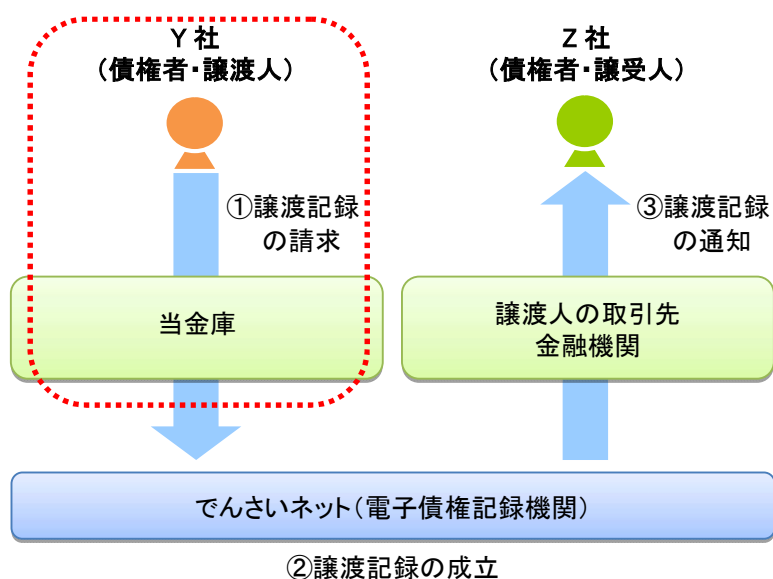 Y 社
(債権者・譲渡人)
Z 社
(債権者・譲受人)
①譲渡記録
の請求
③譲渡記録
の通知
当金庫
譲渡人の取引先
金融機関
でんさいネット(電子債権記録機関)
②譲渡記録の成立